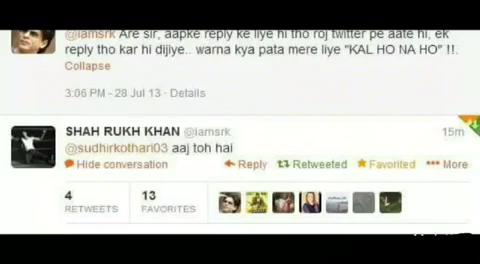 @iamsrk Are sir, aapke reply ke liye hi tho roj twitter pe aate hi, ek
reply tho kar hi dijiye.. warna kya pata mere liye "KAL HO NA HO" !!.
Collapse
3:06 PM - 28 Jul 13 · Details
SHAH RUKH KHAN @iamsrk 15m
@sudhirkothari03 aaj toh hai
Hide conversation Reply Retweeted Favorited More
4 13
RETWEETS FAVORITES